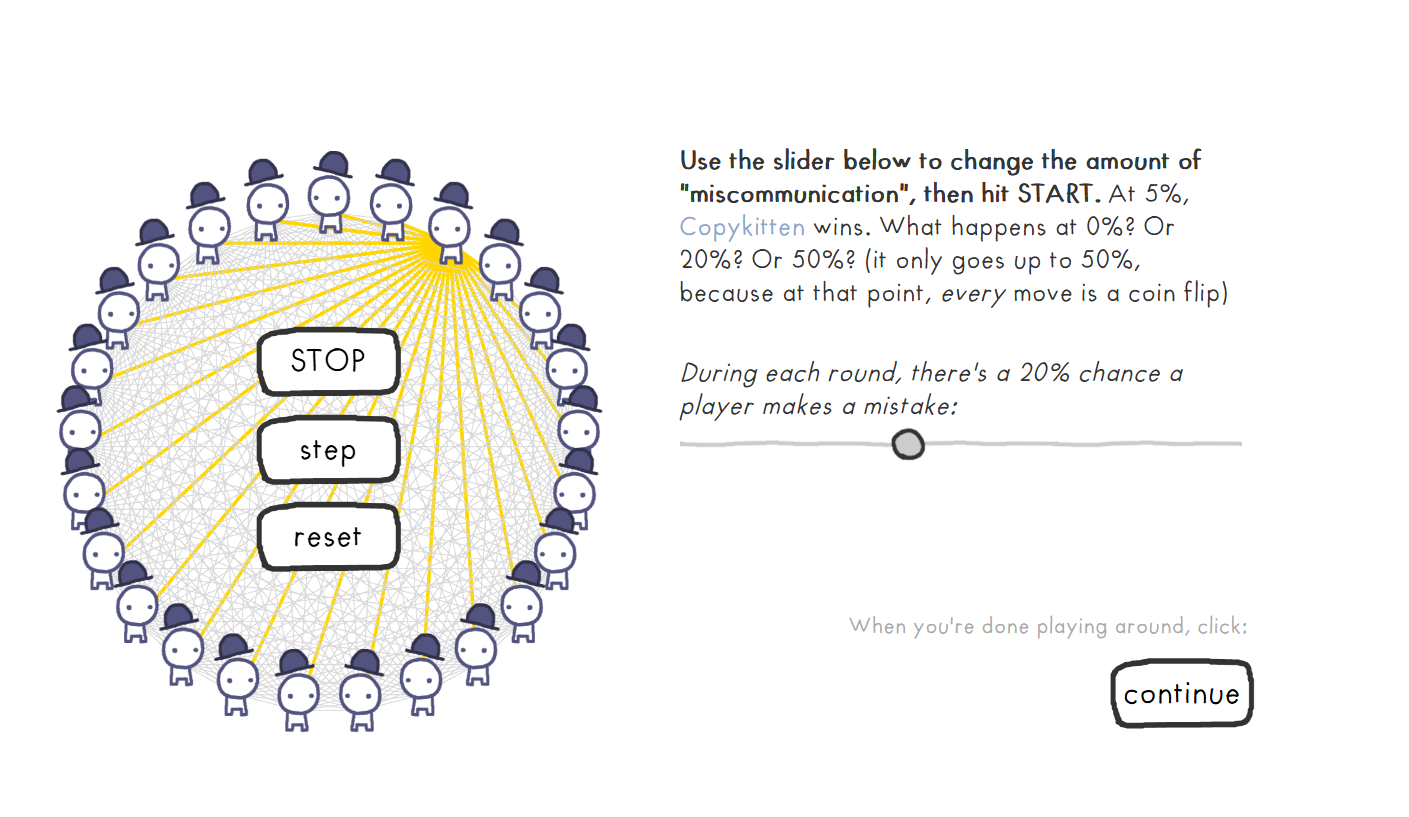 Use the slider below to change the amount of
"miscommunication", then hit START. At 5%,
Copykitten wins. What happens at 0%? Or
20%? Or 50%? (it only goes up to 50%,
because at that point, every move is a coin flip)
During each round, there's a 20% chance a
player makes a mistake:
STOP
step
reset
When you're done playing around, click:
continue